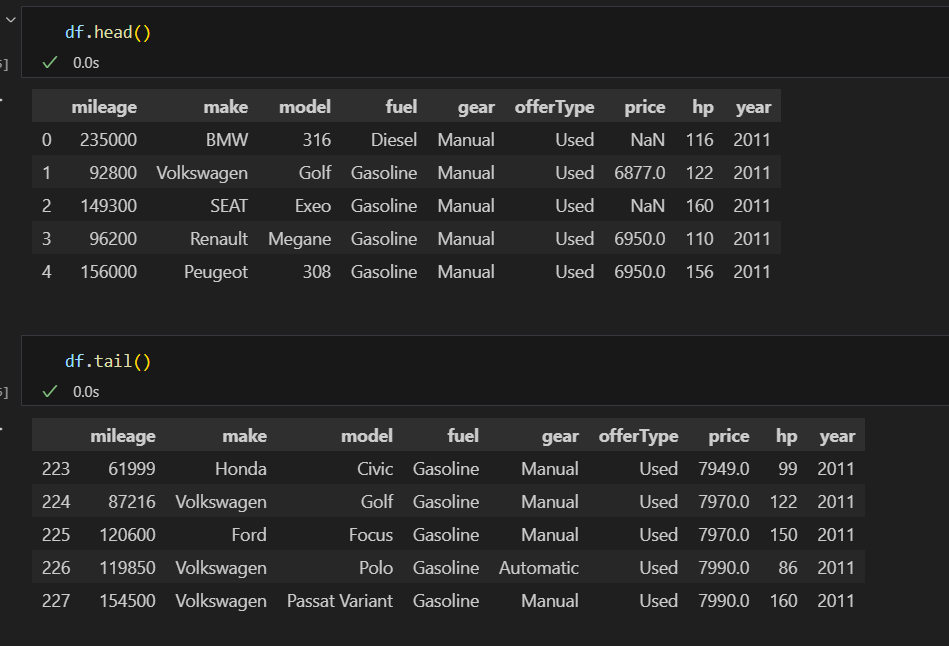 df.head()
0.0s
mileage make model fuel gear offerType price hp year
0 235000 BMW 316 Diesel Manual Used NaN 116 2011
1 92800 Volkswagen Golf Gasoline Manual Used 6877.0 122 2011
2 149300 SEAT Exeo Gasoline Manual Used NaN 160 2011
3 96200 Renault Megane Gasoline Manual Used 6950.0 110 2011
4 156000 Peugeot 308 Gasoline Manual Used 6950.0 156 2011
df.tail()
0.0s
mileage make model fuel gear offerType price hp year
223 61999 Honda Civic Gasoline Manual Used 7949.0 99 2011
224 87216 Volkswagen Golf Gasoline Manual Used 7970.0 122 2011
225 120600 Ford Focus Gasoline Manual Used 7970.0 150 2011
226 119850 Volkswagen Polo Gasoline Automatic Used 7990.0 86 2011
227 154500 Volkswagen Passat Variant Gasoline Manual Used 7990.0 160 2011